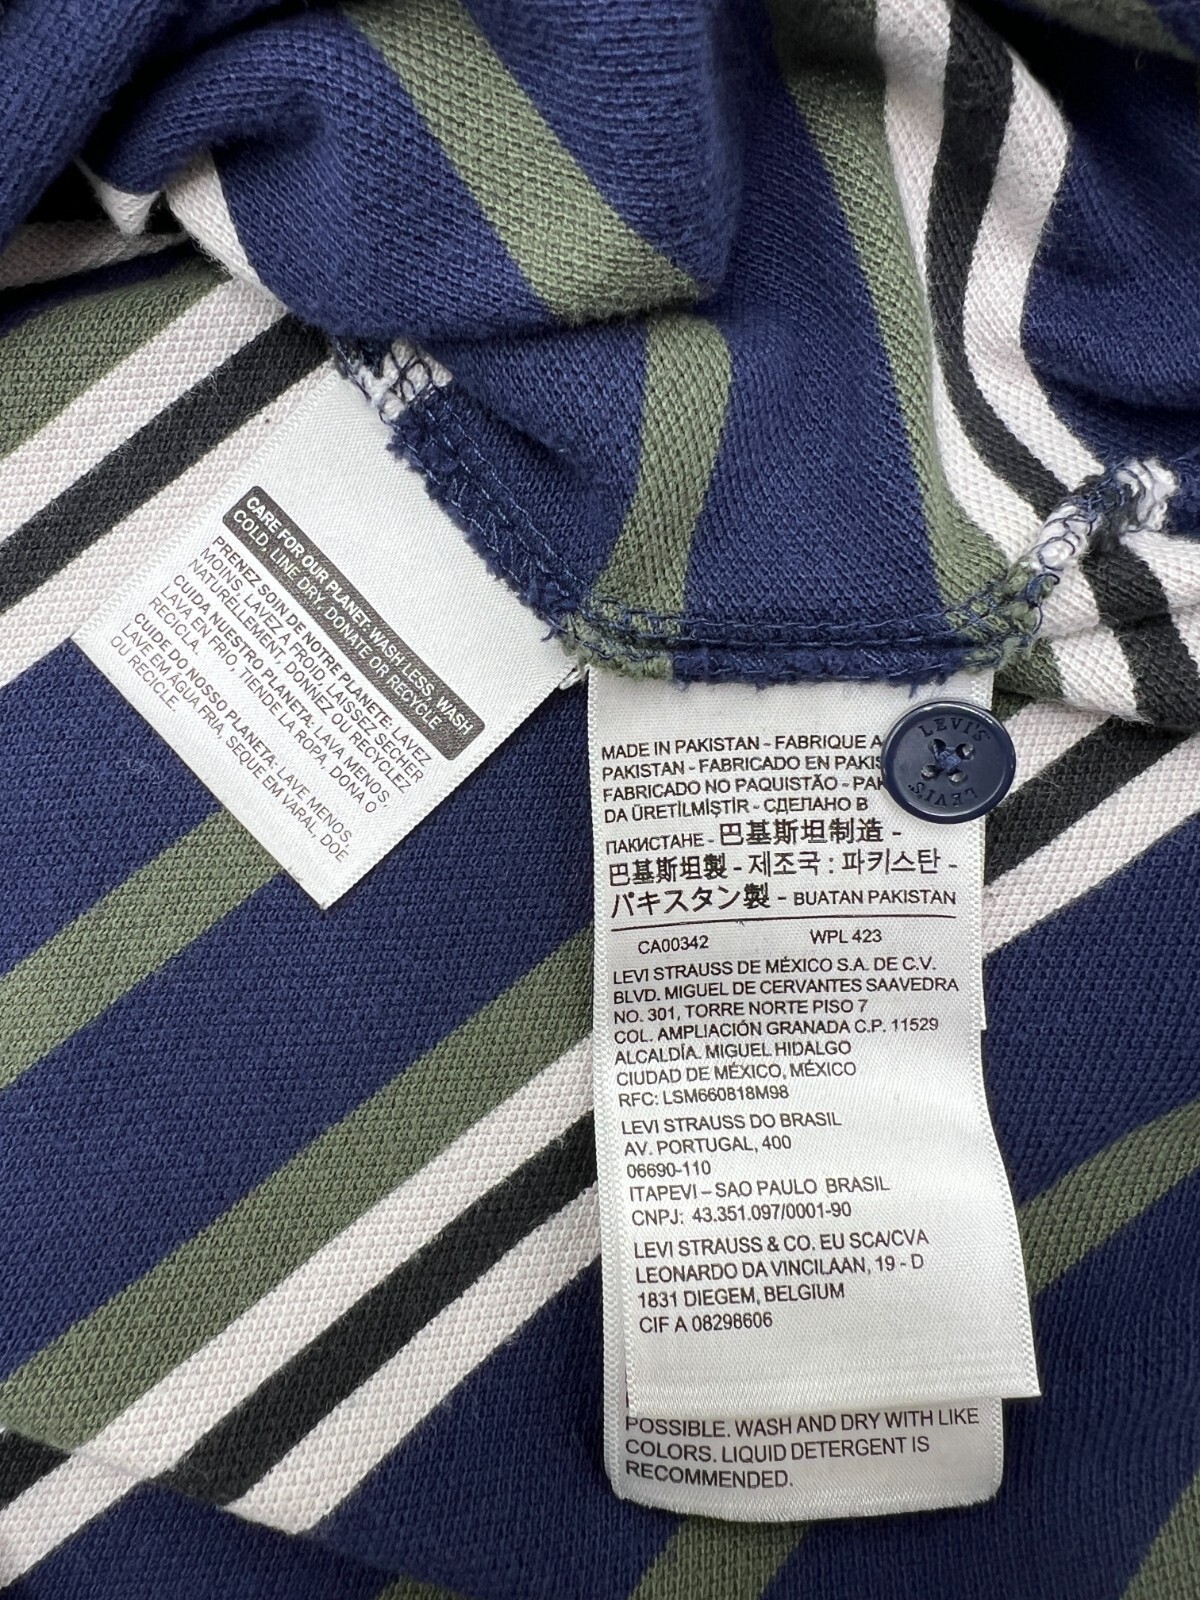 CARE FOR OUR PLANET: WASH LESS, WASH
COLD, LINE DRY, DONATE OR RECYCLE.
PRENEZ SOIN DE NOTRE PLANETE: LAVEZ
MOINS, LAVEZ A FROID, LAISSEZ SECHER
NATURELLEMENT, DONNEZ OU RECYCLEZ
CUIDA NUESTRO PLANETA: LAVA MENOS,
LAVA EN FRIO, TIENDE LA ROPA, DONA O
RECICLA.
CUIDE DO NOSSO PLANETA: LAVE MENOS,
LAVE EM ÁGUA FRIA, SEQUE EM VARAL, DOE
OU RECICLE.
LEVI'S
LEVI'S
MADE IN PAKISTAN - FABRIQUE A
PAKISTAN - FABRICADO EN PAKIS
FABRICADO NO PAQUISTÃO - PAK
DA ÜRETİLMİŞTİR - СДЕЛАНО В
ПАКИСТАНЕ - 巴基斯坦制造 -
巴基斯坦製 - 제조국 : 파키스탄 -
パキスタン製 - BUATAN PAKISTAN
CA00342 WPL 423
LEVI STRAUSS DE MÉXICO S.A. DE C.V.
BLVD. MIGUEL DE CERVANTES SAAVEDRA
NO. 301, TORRE NORTE PISO 7
COL. AMPLIACIÓN GRANADA C.P. 11529
ALCALDÍA. MIGUEL HIDALGO
CIUDAD DE MÉXICO, MÉXICO
RFC: LSM660818M98
LEVI STRAUSS DO BRASIL
AV. PORTUGAL, 400
06690-110
ITAPEVI – SAO PAULO BRASIL
CNPJ: 43.351.097/0001-90
LEVI STRAUSS & CO. EU SCA/CVA
LEONARDO DA VINCILAAN, 19 - D
1831 DIEGEM, BELGIUM
CIF A 08298606
POSSIBLE. WASH AND DRY WITH LIKE
COLORS. LIQUID DETERGENT IS
RECOMMENDED.